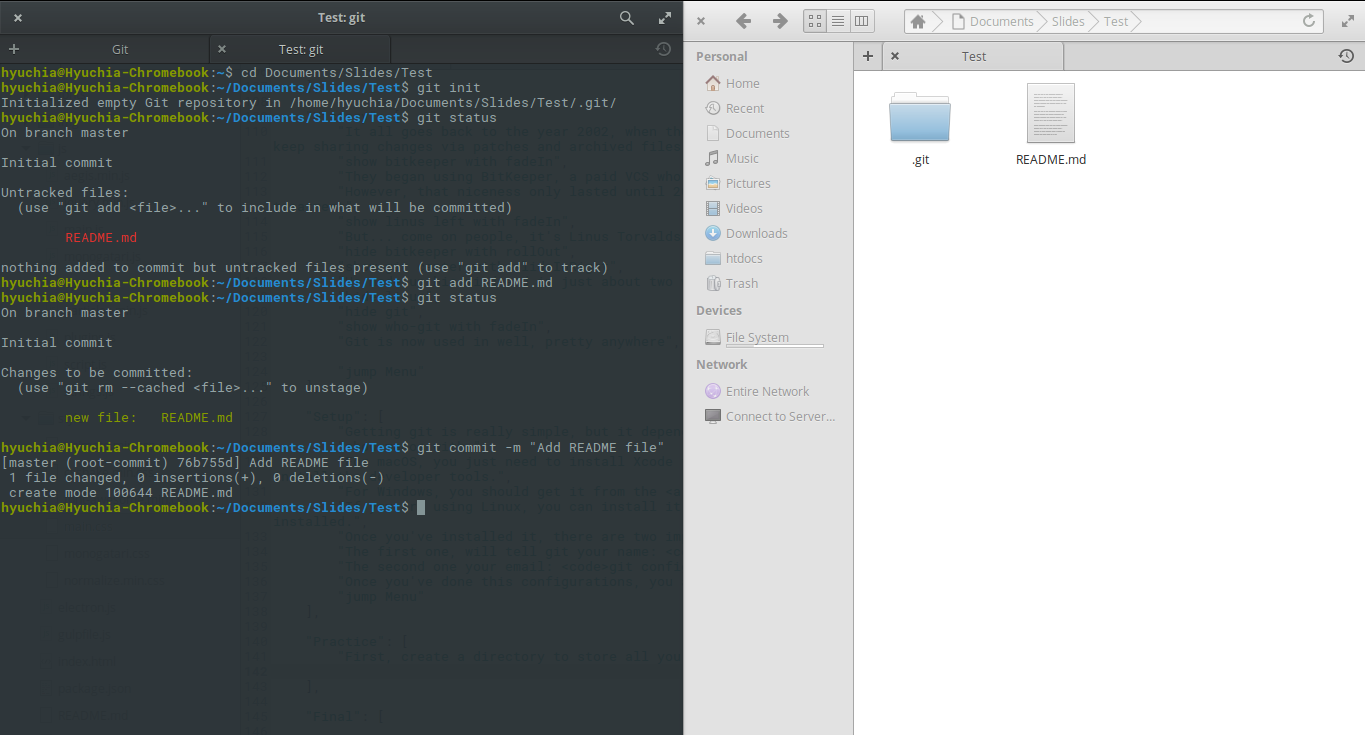 Test: git
Git
Test: git
hyuchia@Hyuchia-Chromebook:~$ cd Documents/Slides/Test
hyuchia@Hyuchia-Chromebook:~/Documents/Slides/Test$ git init
Initialized empty Git repository in /home/hyuchia/Documents/Slides/Test/.git/
hyuchia@Hyuchia-Chromebook:~/Documents/Slides/Test$ git status
On branch master
Initial commit
Untracked files:
(use "git add <file>..." to include in what will be committed)
README.md
nothing added to commit but untracked files present (use "git add" to track)
hyuchia@Hyuchia-Chromebook:~/Documents/Slides/Test$ git add README.md
hyuchia@Hyuchia-Chromebook:~/Documents/Slides/Test$ git status
On branch master
Initial commit
Changes to be committed:
(use "git rm --cached <file>..." to unstage)
new file:   README.md
hyuchia@Hyuchia-Chromebook:~/Documents/Slides/Test$ git commit -m "Add README file"
[master (root-commit) 76b755d] Add README file
1 file changed, 0 insertions(+), 0 deletions(-)
create mode 100644 README.md
hyuchia@Hyuchia-Chromebook:~/Documents/Slides/Test$
Documents Slides Test
Test
Personal
Home
Recent
Documents
Music
Pictures
Videos
Downloads
htdocs
Trash
Devices
File System
Network
Entire Network
Connect to Server...
.git
README.md